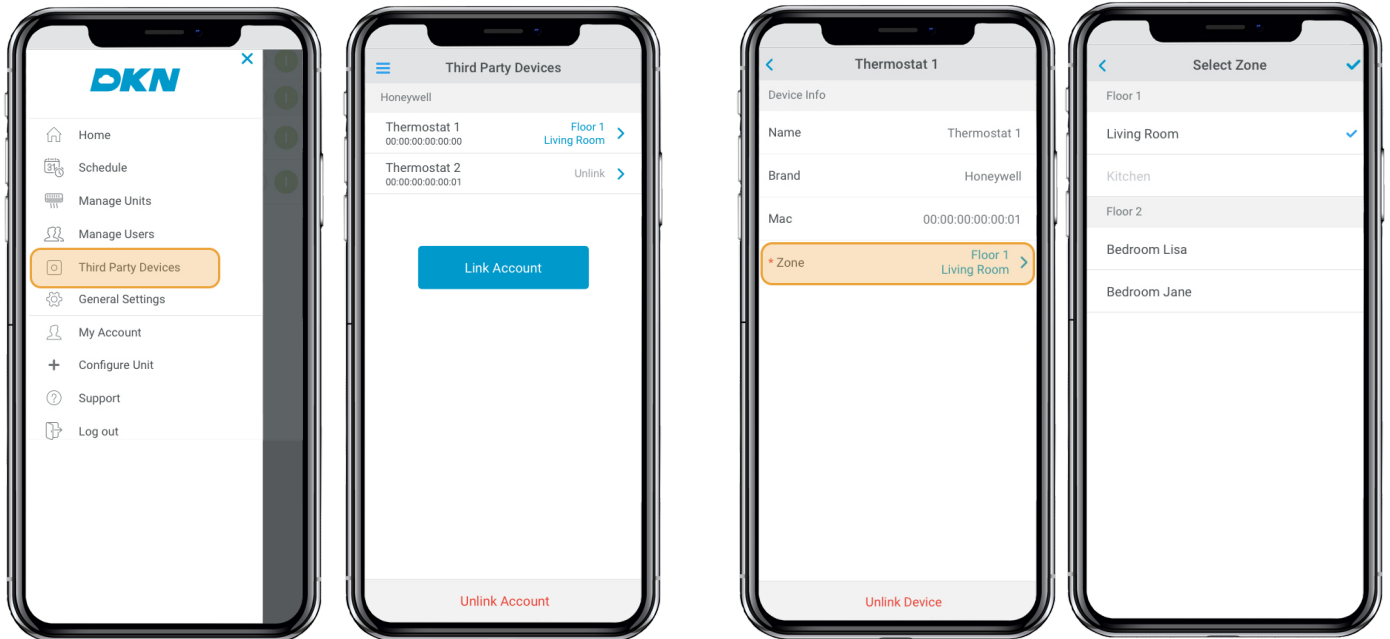 DKN
Home
31
Schedule
Manage Units
Manage Users
Third Party Devices
General Settings
My Account
Configure Unit
Support
Log out
Third Party Devices
Honeywell
Thermostat 1
00:00:00:00:00:00
Floor 1
Living Room
Thermostat 2
00:00:00:00:00:01
Unlink
Link Account
Unlink Account
Thermostat 1
Device Info
Name Thermostat 1
Brand Honeywell
Mac 00:00:00:00:00:01
* Zone
Floor 1
Living Room
Unlink Device
Select Zone
Floor 1
Living Room
Kitchen
Floor 2
Bedroom Lisa
Bedroom Jane